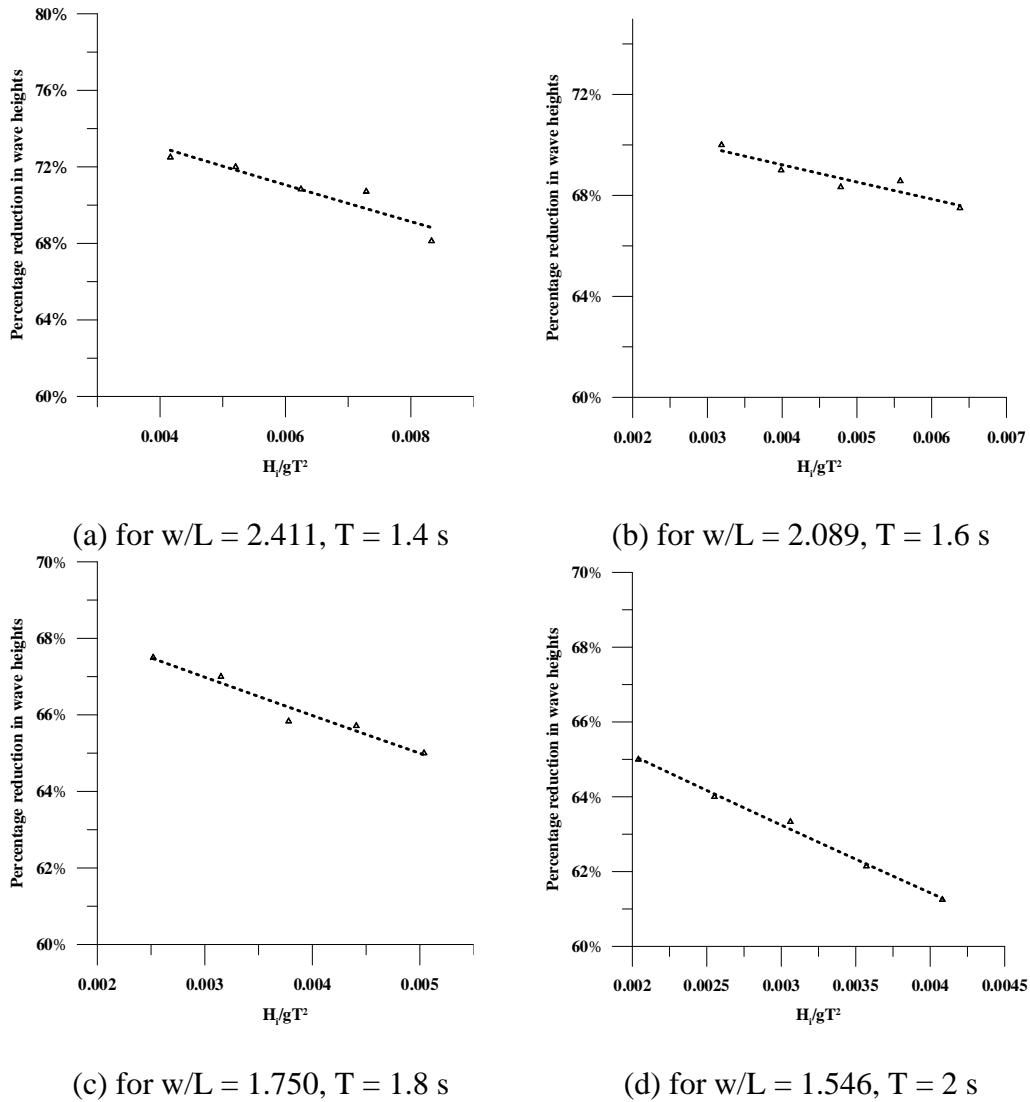 80%
76%
72%
68%
64%
60%
Percentage reduction in wave heights
0.004 0.006 0.008
Hᵢ/gT²
(a) for w/L = 2.411, T = 1.4 s
72%
68%
64%
60%
Percentage reduction in wave heights
0.002 0.003 0.004 0.005 0.006 0.007
Hᵢ/gT²
(b) for w/L = 2.089, T = 1.6 s
70%
68%
66%
64%
62%
60%
Percentage reduction in wave heights
0.002 0.003 0.004 0.005
Hᵢ/gT²
(c) for w/L = 1.750, T = 1.8 s
70%
68%
66%
64%
62%
60%
Percentage reduction in wave heights
0.002 0.0025 0.003 0.0035 0.004 0.0045
Hᵢ/gT²
(d) for w/L = 1.546, T = 2 s